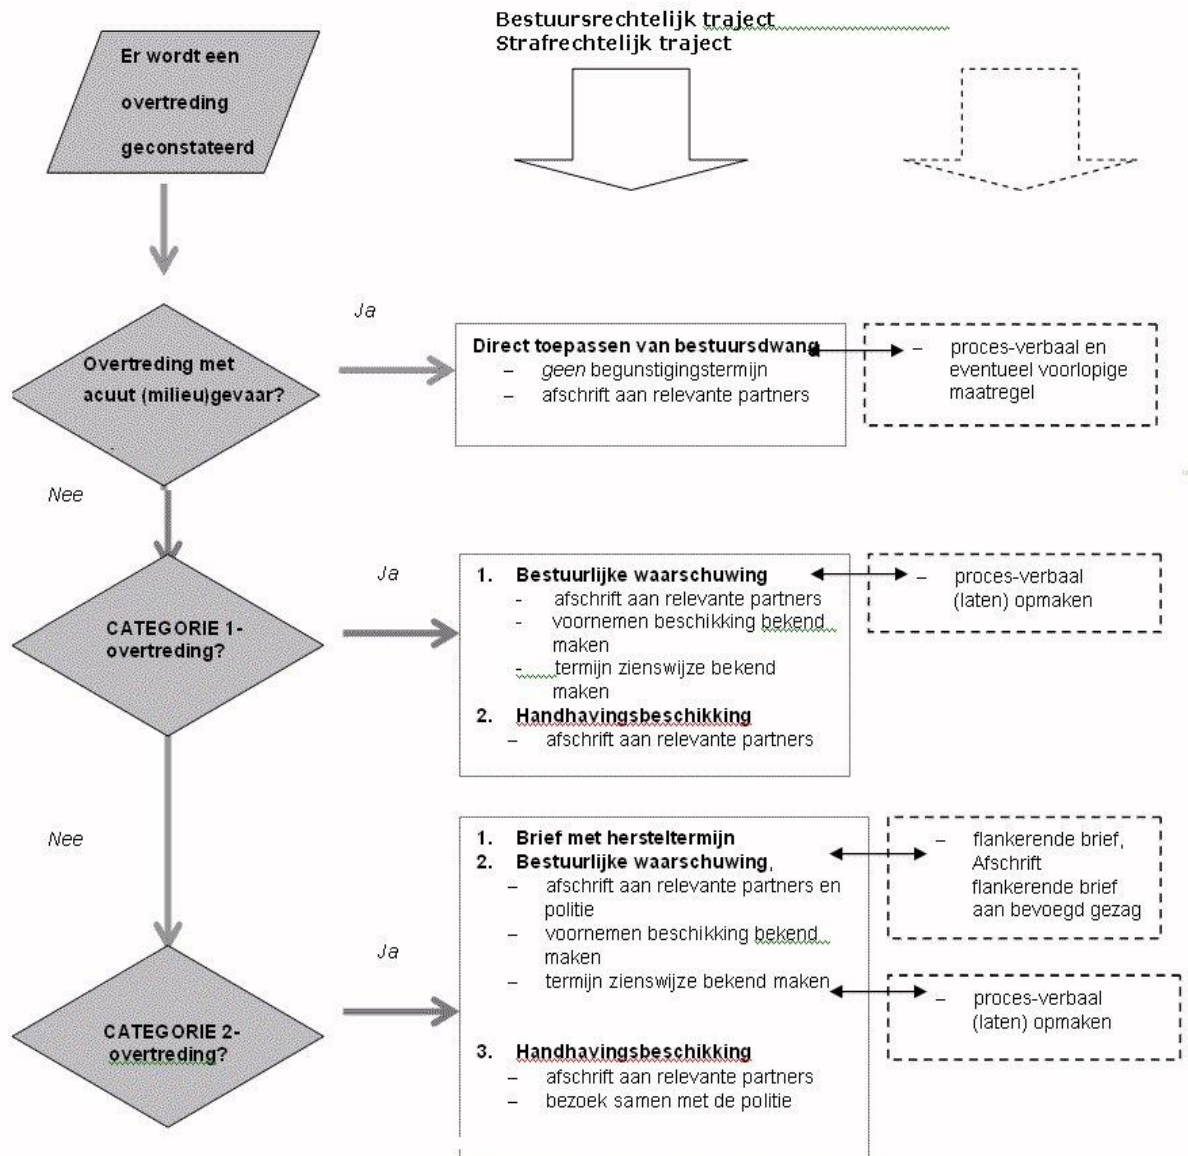 Bestuursrechtelijk traject
Strafrechtelijk traject
Er wordt een
overtreding
geconstateerd
Ja
Overtreding met
acuut (milieu)gevaar?
Direct toepassen van bestuursdwang
– geen begunstigingstermijn
– afschrift aan relevante partners
– proces-verbaal en
eventueel voorlopige
maatregel
Nee
Ja
CATEGORIE 1-
overtreding?
1. Bestuurlijke waarschuwing
- afschrift aan relevante partners
- voornemen beschikking bekend
maken
- termijn zienswijze bekend
maken
2. Handhavingsbeschikking
– afschrift aan relevante partners
– proces-verbaal
(laten) opmaken
Nee
Ja
CATEGORIE 2-
overtreding?
1. Brief met hersteltermijn
2. Bestuurlijke waarschuwing,
– afschrift aan relevante partners en
politie
– voornemen beschikking bekend
maken
– termijn zienswijze bekend maken
3. Handhavingsbeschikking
– afschrift aan relevante partners
– bezoek samen met de politie
– flankerende brief,
Afschrift
flankerende brief
aan bevoegd gezag
– proces-verbaal
(laten) opmaken